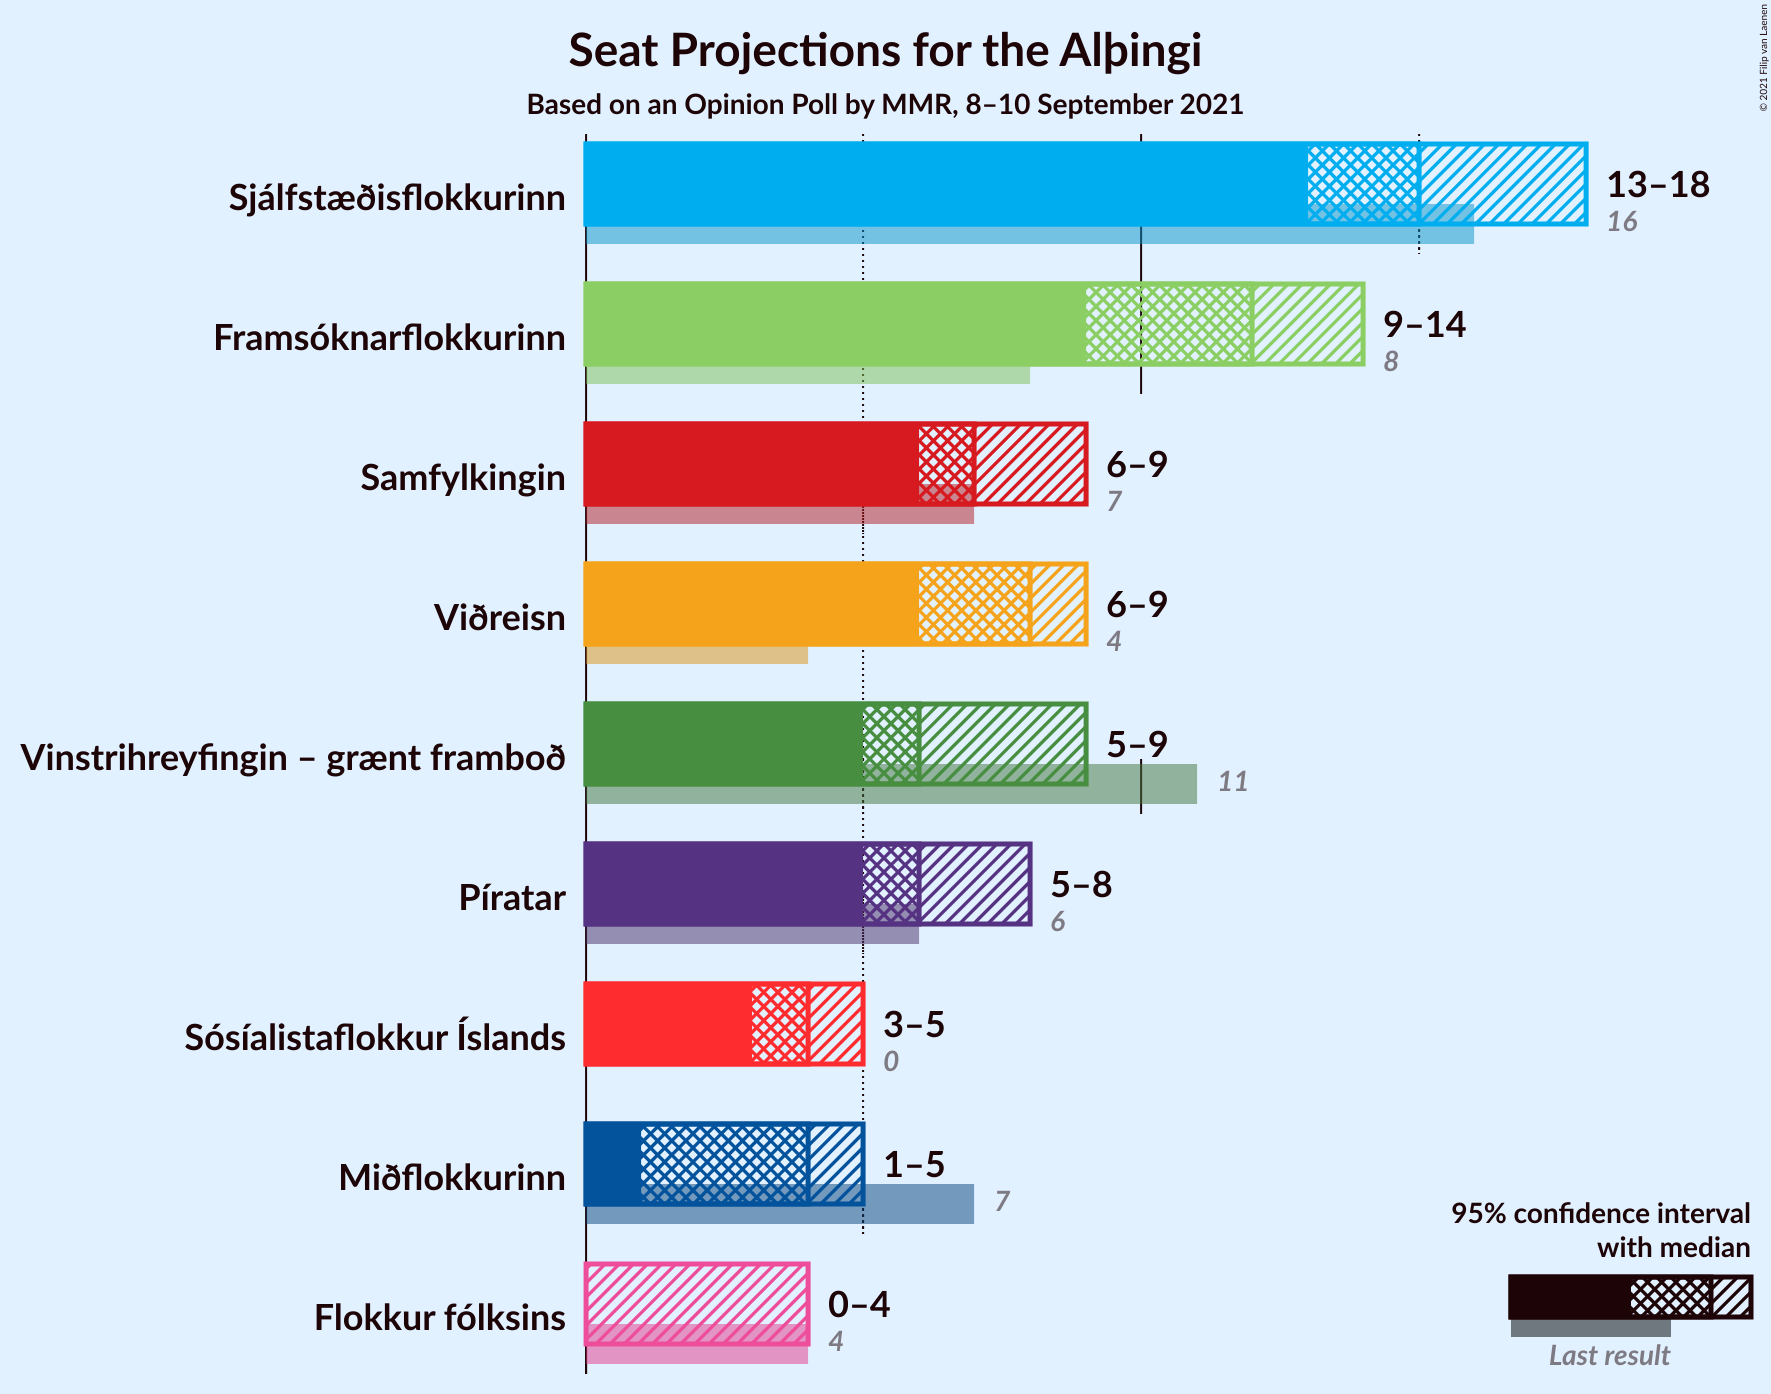 Seat Projections for the Alþingi
Based on an Opinion Poll by MMR, 8–10 September 2021
© 2021 Filip van Laenen
Sjálfstæðisflokkurinn
13–18
16
Framsóknarflokkurinn
9–14
8
Samfylkingin
6–9
7
Viðreisn
6–9
4
Vinstrihreyfingin – grænt framboð
5–9
11
Píratar
5–8
6
Sósíalistaflokkur Íslands
3–5
0
Miðflokkurinn
1–5
7
Flokkur fólksins
0–4
4
95% confidence interval
with median
Last result